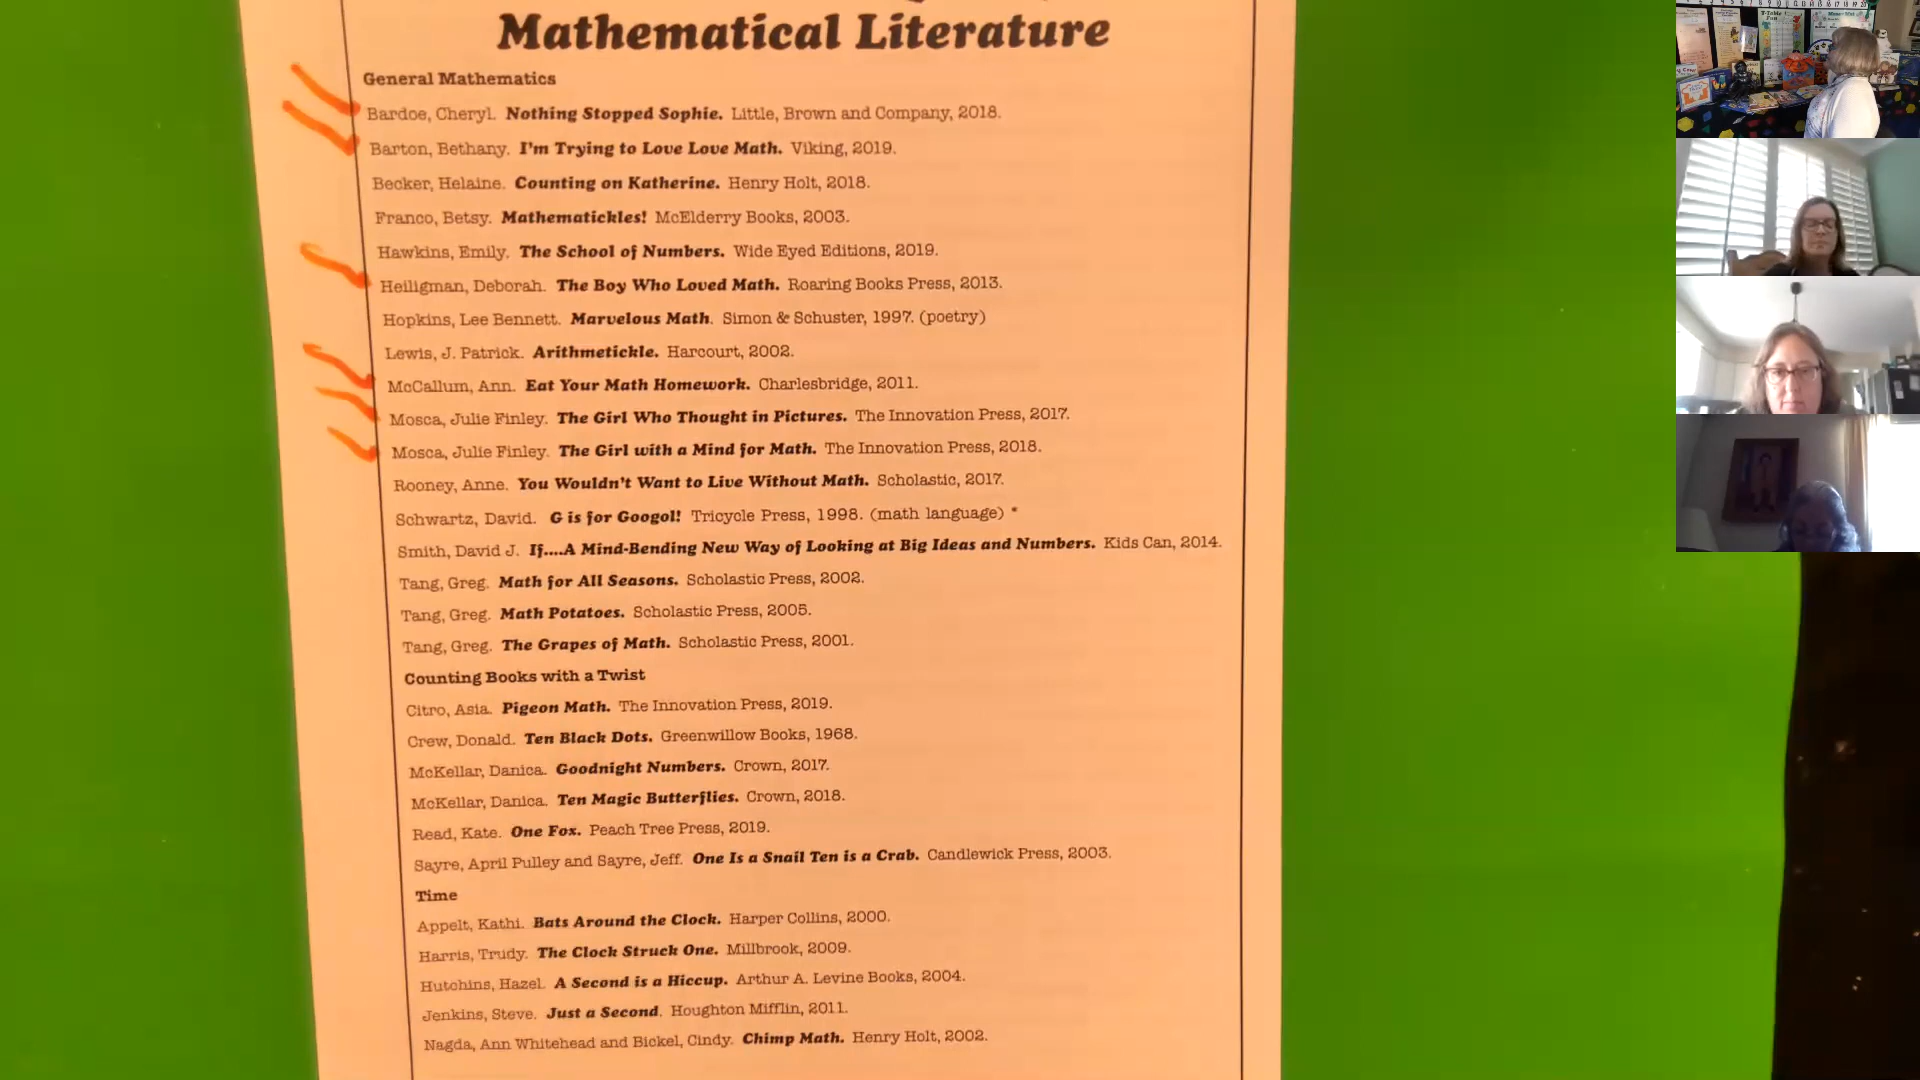 Mathematical Literature
General Mathematics
Bardoe, Cheryl. Nothing Stopped Sophie. Little, Brown and Company, 2018.
Barton, Bethany. I'm Trying to Love Love Math. Viking, 2019.
Becker, Helaine. Counting on Katherine. Henry Holt, 2018.
Franco, Betsy. Mathematickles! McElderry Books, 2003.
Hawkins, Emily. The School of Numbers. Wide Eyed Editions, 2019.
Heiligman, Deborah. The Boy Who Loved Math. Roaring Books Press, 2013.
Hopkins, Lee Bennett. Marvelous Math. Simon & Schuster, 1997. (poetry)
Lewis, J. Patrick. Arithmetickle. Harcourt, 2002.
McCallum, Ann. Eat Your Math Homework. Charlesbridge, 2011.
Mosca, Julie Finley. The Girl Who Thought in Pictures. The Innovation Press, 2017.
Mosca, Julie Finley. The Girl with a Mind for Math. The Innovation Press, 2018.
Rooney, Anne. You Wouldn't Want to Live Without Math. Scholastic, 2017.
Schwartz, David. G is for Googol! Tricycle Press, 1998. (math language) *
Smith, David J. If....A Mind-Bending New Way of Looking at Big Ideas and Numbers. Kids Can, 2014.
Tang, Greg. Math for All Seasons. Scholastic Press, 2002.
Tang, Greg. Math Potatoes. Scholastic Press, 2005.
Tang, Greg. The Grapes of Math. Scholastic Press, 2001.
Counting Books with a Twist
Citro, Asia. Pigeon Math. The Innovation Press, 2019.
Crew, Donald. Ten Black Dots. Greenwillow Books, 1968.
McKellar, Danica. Goodnight Numbers. Crown, 2017.
McKellar, Danica. Ten Magic Butterflies. Crown, 2018.
Read, Kate. One Fox. Peach Tree Press, 2019.
Sayre, April Pulley and Sayre, Jeff. One Is a Snail Ten is a Crab. Candlewick Press, 2003.
Time
Appelt, Kathi. Bats Around the Clock. Harper Collins, 2000.
Harris, Trudy. The Clock Struck One. Millbrook, 2009.
Hutchins, Hazel. A Second is a Hiccup. Arthur A. Levine Books, 2004.
Jenkins, Steve. Just a Second. Houghton Mifflin, 2011.
Nagda, Ann Whitehead and Bickel, Cindy. Chimp Math. Henry Holt, 2002.